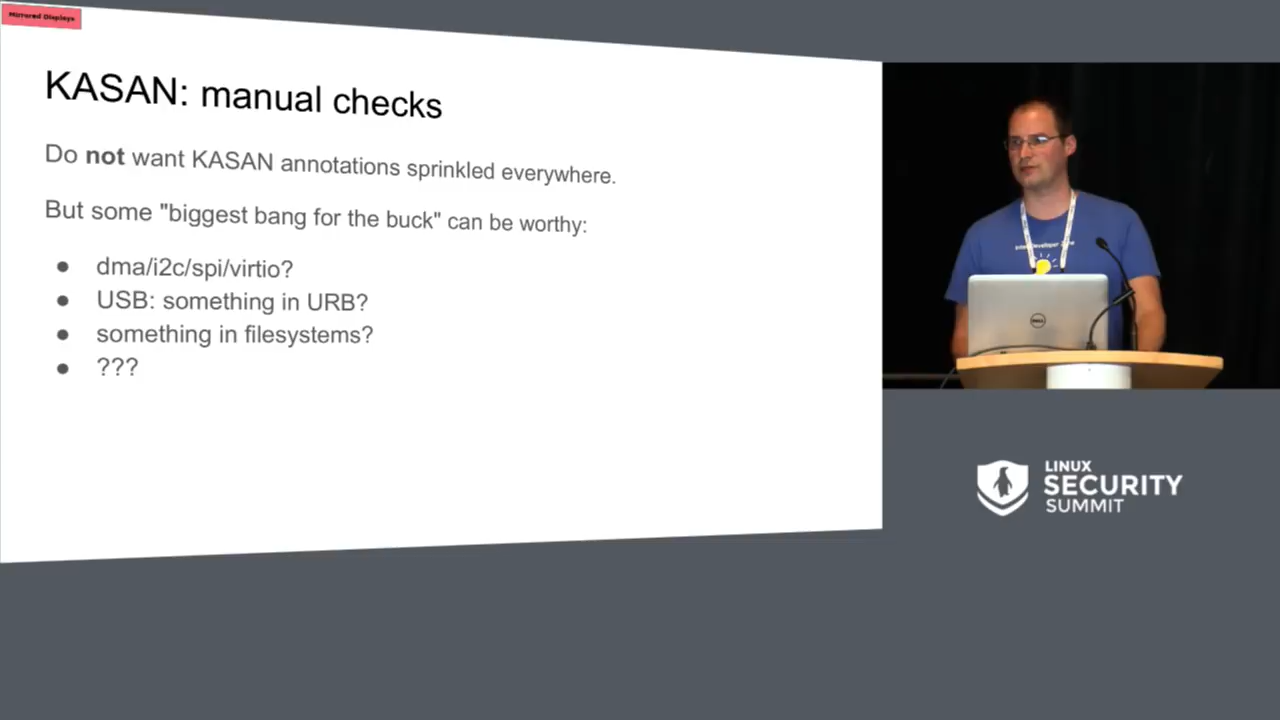 Mirrored Displays
KASAN: manual checks
Do not want KASAN annotations sprinkled everywhere.
But some "biggest bang for the buck" can be worthy:
● dma/i2c/spi/virtio?
● USB: something in URB?
● something in filesystems?
● ???
DELL
LINUX
SECURITY
SUMMIT